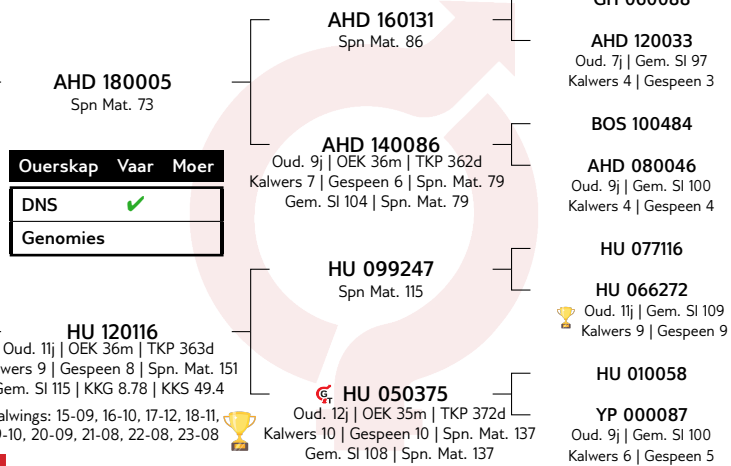 AHD 180005
Spn Mat. 73
Ouerskap Vaar Moer
DNS ✔
Genomies
HU 120116
Oud. 11j | OEK 36m | TKP 363d
9 | Gespeen 8 | Spn. Mat. 151
Gem. SI 115 | KKG 8.78 | KKS 49.4
15-09, 16-10, 17-12, 18-11,
20-09, 21-08, 22-08, 23-08
AHD 160131
Spn Mat. 86
AHD 140086
Oud. 9j | OEK 36m | TKP 362d
Kalwers 7 | Gespeen 6 | Spn. Mat. 79
Gem. SI 104 | Spn. Mat. 79
HU 099247
Spn Mat. 115
HU 050375
Oud. 12j | OEK 35m | TKP 372d
Kalwers 10 | Gespeen 10 | Spn. Mat. 137
Gem. SI 108 | Spn. Mat. 137
AHD 120033
Oud. 7j | Gem. SI 97
Kalwers 4 | Gespeen 3
BOS 100484
AHD 080046
Oud. 9j | Gem. SI 100
Kalwers 4 | Gespeen 4
HU 077116
HU 066272
Oud. 11j | Gem. SI 109
Kalwers 9 | Gespeen 9
HU 010058
YP 000087
Oud. 9j | Gem. SI 100
Kalwers 6 | Gespeen 5